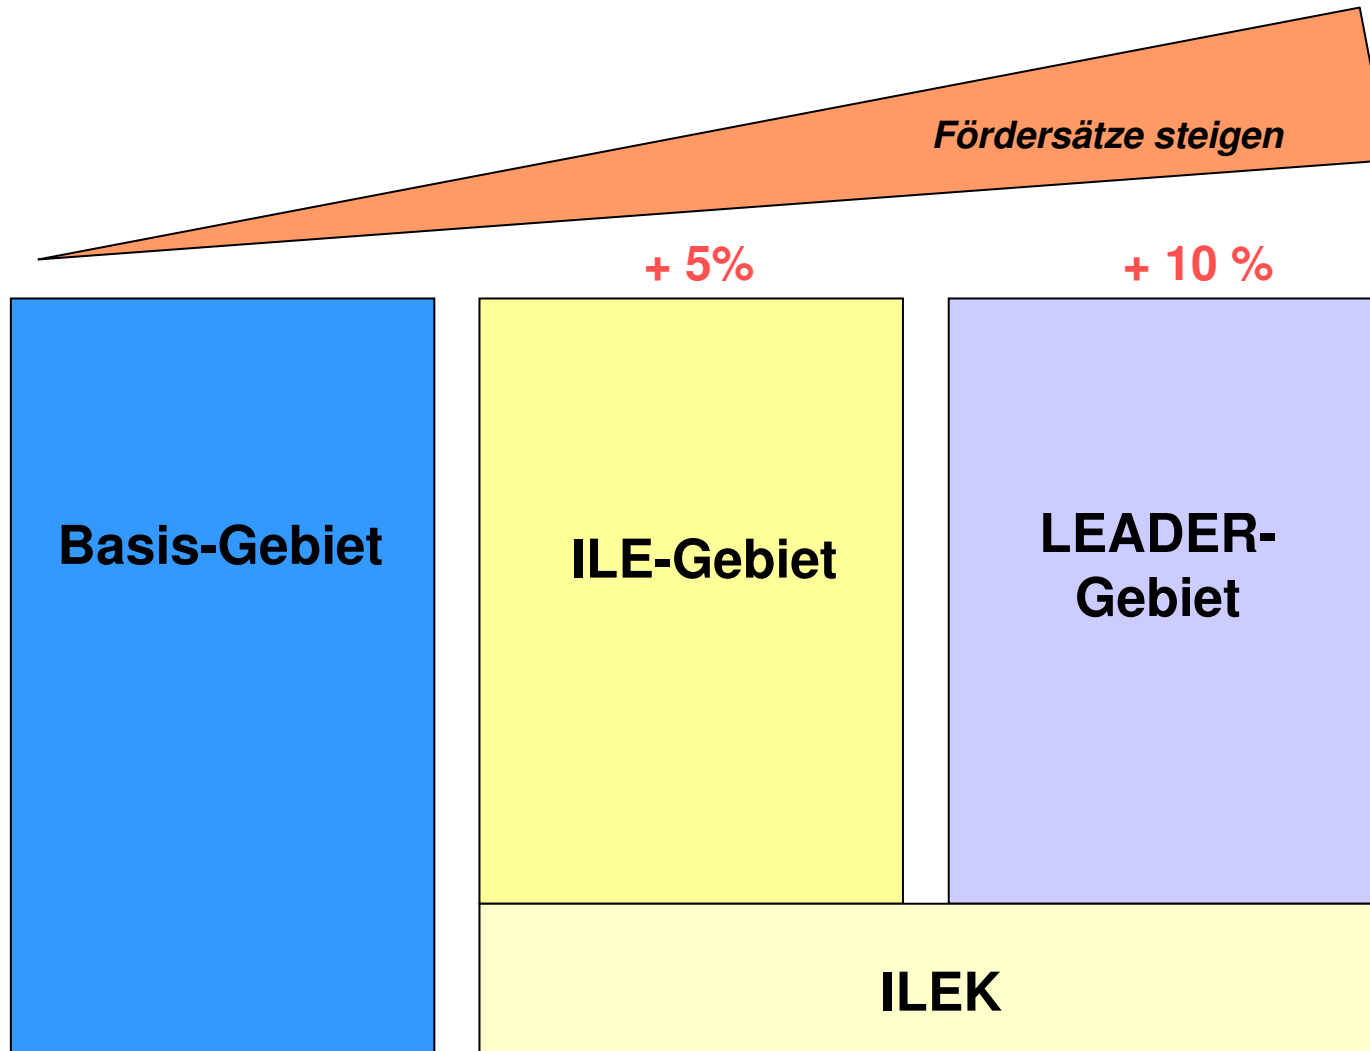 Fördersätze steigen
+ 5%
+ 10 %
Basis-Gebiet
ILE-Gebiet
LEADER-
Gebiet
ILEK